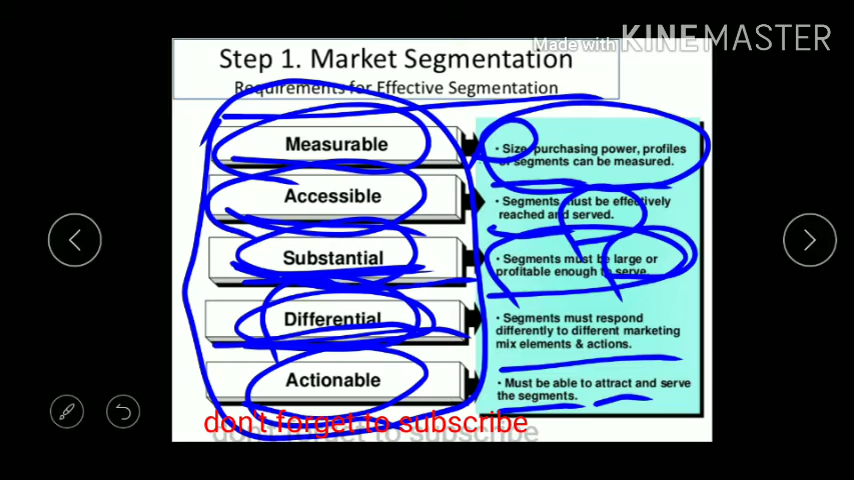 Made with KINEMASTER
Step 1. Market Segmentation
Requirements for Effective Segmentation
Measurable
• Size, purchasing power, profiles
of segments can be measured.
Accessible
• Segments must be effectively
reached and served.
Substantial
• Segments must be large or
profitable enough to serve.
Differential
• Segments must respond
differently to different marketing
mix elements & actions.
Actionable
• Must be able to attract and serve
the segments.
don't forget to subscribe